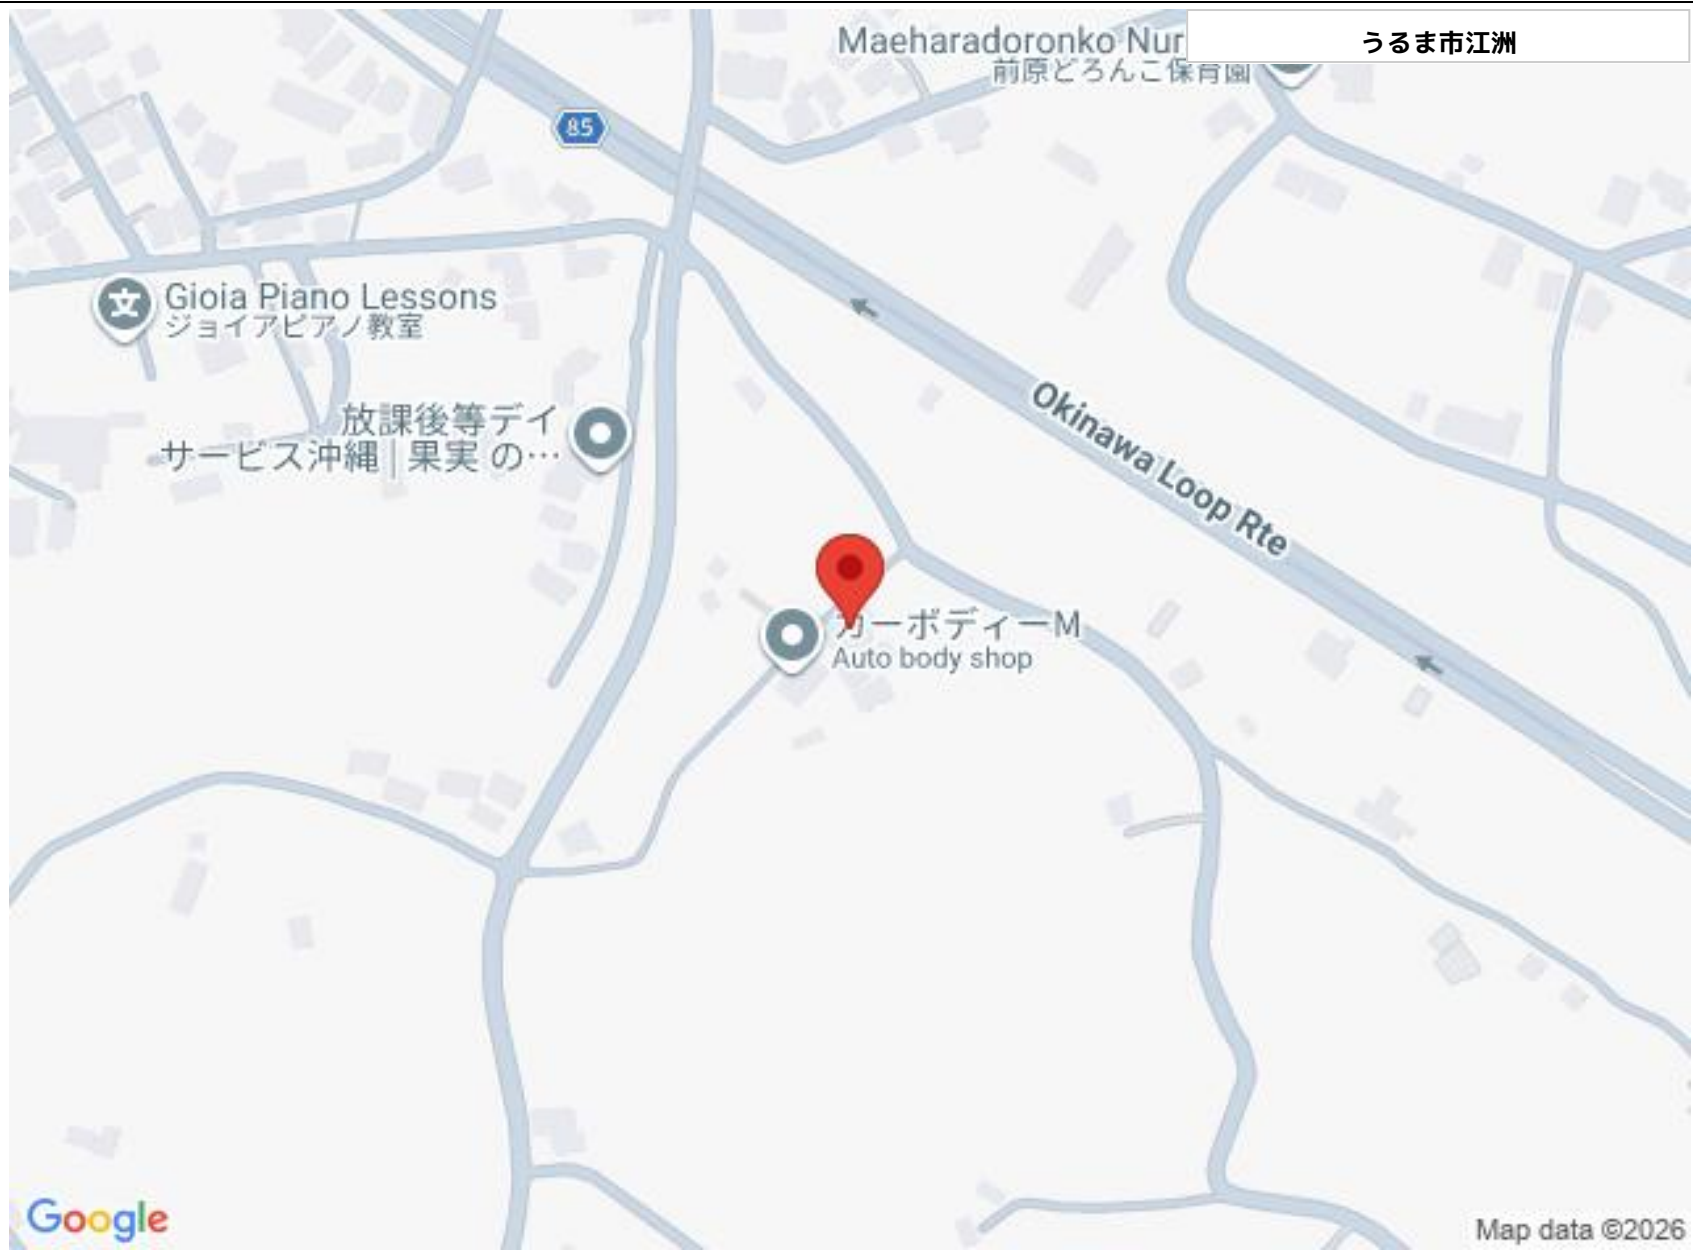 Maeharadoronko Nur
うるま市江洲
前原どろんこ保育園
85
Gioia Piano Lessons
ジョイアピアノ教室
放課後等デイ
サービス沖縄 | 果実 の…
Okinawa Loop Rte
カーボディーM
Auto body shop
Google
Map data ©2026